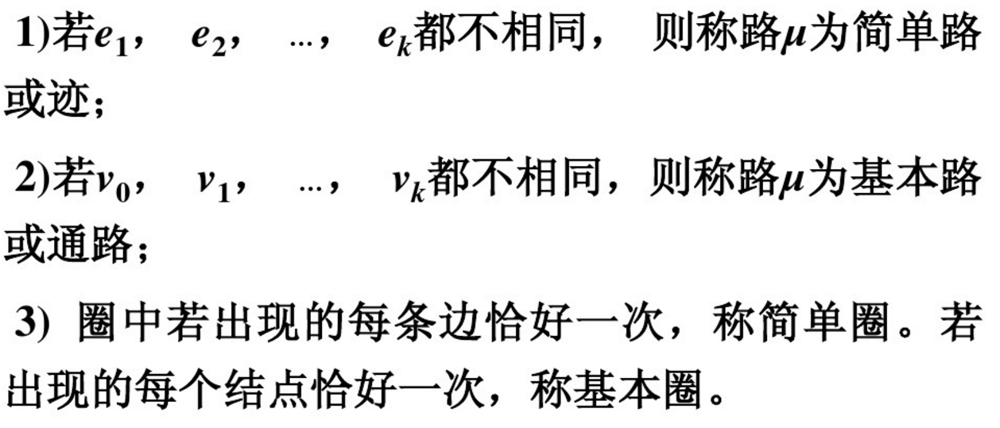 1)若e₁， e₂， …， eₖ都不相同， 则称路μ为简单路
或迹；
2)若v₀， v₁， …， vₖ都不相同，则称路μ为基本路
或通路；
3) 圈中若出现的每条边恰好一次，称简单圈。若
出现的每个结点恰好一次，称基本圈。